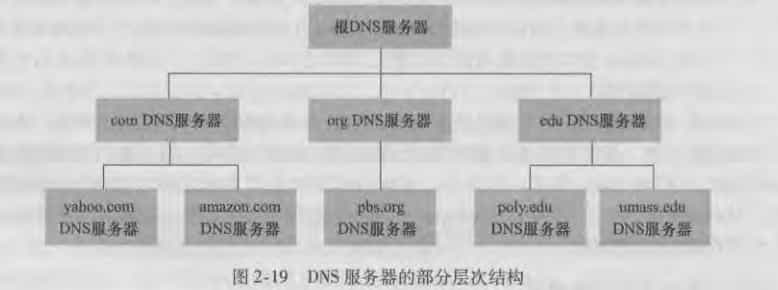 根DNS服务器
com DNS服务器
org DNS服务器
edu DNS服务器
yahoo.com
DNS服务器
amazon.com
DNS服务器
pbs.org
DNS服务器
poly.edu
DNS服务器
umass.edu
DNS服务器
图 2-19 DNS 服务器的部分层次结构